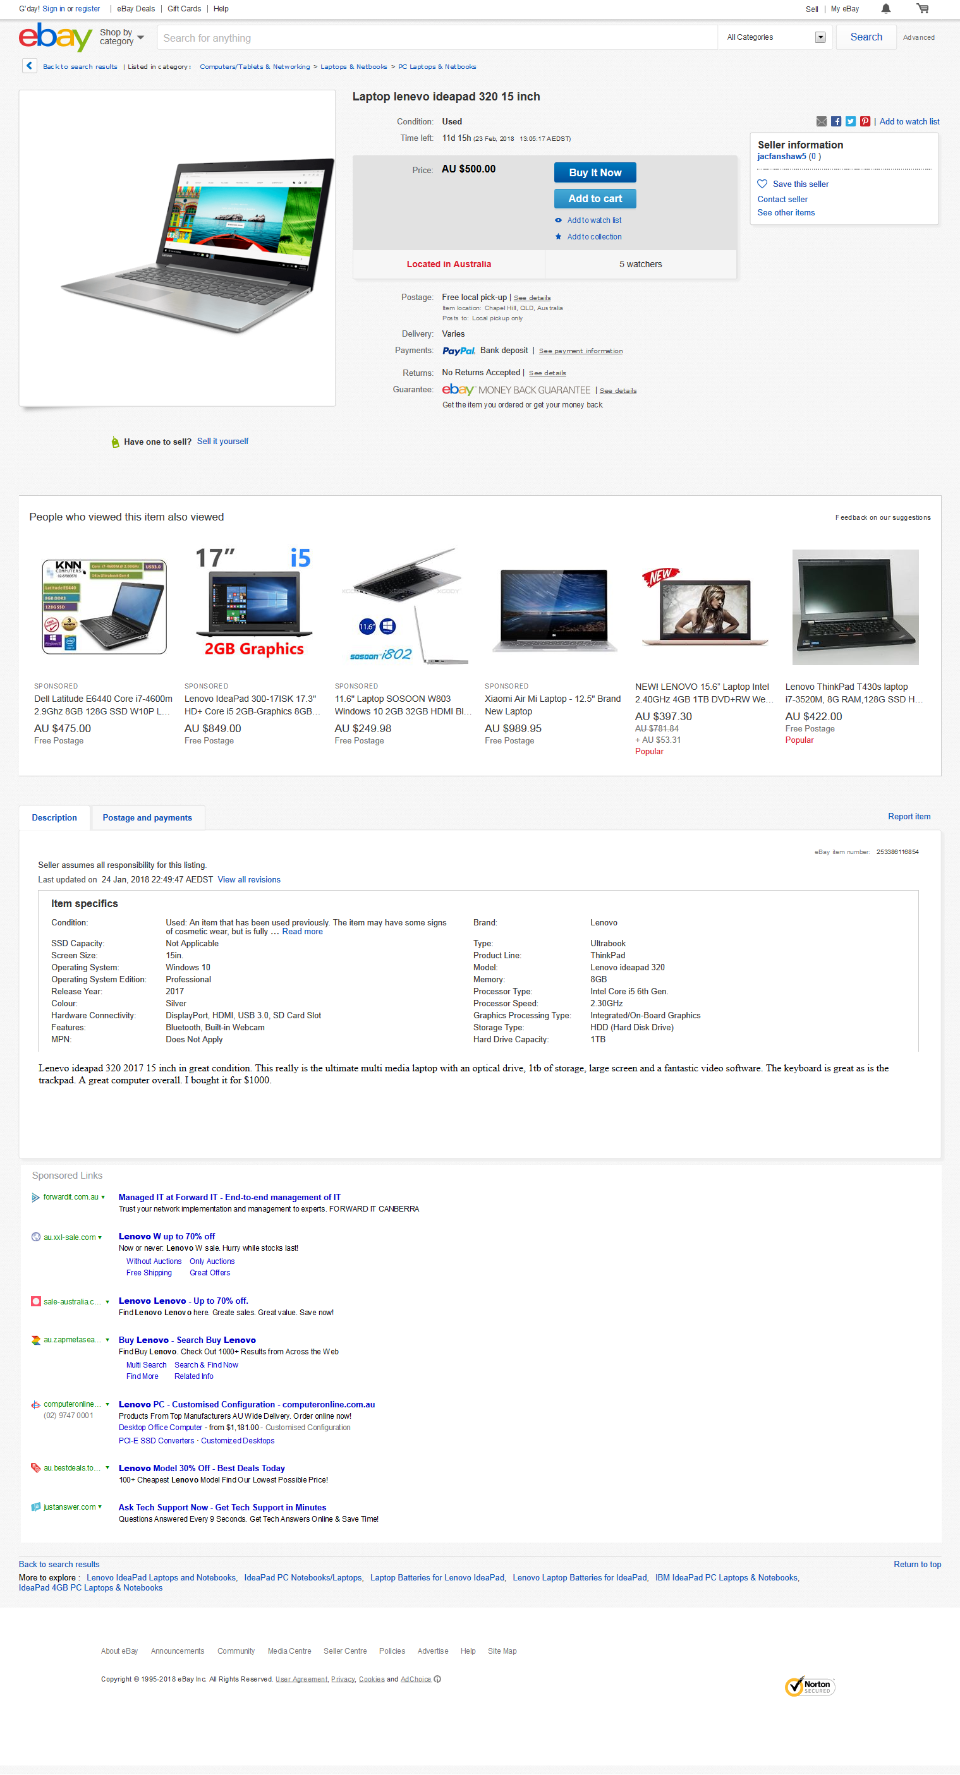 G'day! Sign in or register | eBay Deals | Gift Cards | Help
Sell | My eBay
ebay
Shop by category
Search for anything
All Categories
Search
Advanced
Back to search results | Listed in category: Computers/Tablets & Networking > Laptops & Netbooks > PC Laptops & Netbooks
Laptop lenevo ideapad 320 15 inch
Condition: Used
Time left: 11d 15h (23 Feb, 2018 13:05:17 AEDST)
Price: AU $500.00
Buy It Now
Add to cart
Add to watch list
Add to collection
Located in Australia
5 watchers
Postage: Free local pick-up | See details
Item location: Chapel Hill, QLD, Australia
Posts to: Local pickup only
Delivery: Varies
Payments: PayPal Bank deposit | See payment information
Returns: No Returns Accepted | See details
Guarantee: ebay MONEY BACK GUARANTEE | See details
Get the item you ordered or get your money back.
| Add to watch list
Seller information
jacfanshaw5 (0 )
Save this seller
Contact seller
See other items
Have one to sell? Sell it yourself
People who viewed this item also viewed
Feedback on our suggestions
KNN
COMPUTERS
17" i5
2GB Graphics
11.6"
SOSOON i802
NEW
SPONSORED
Dell Latitude E6440 Core i7-4600m
2.9Ghz 8GB 128G SSD W10P L...
AU $475.00
Free Postage
SPONSORED
Lenovo IdeaPad 300-17ISK 17.3"
HD+ Core i5 2GB-Graphics 8GB...
AU $849.00
Free Postage
SPONSORED
11.6" Laptop SOSOON W803
Windows 10 2GB 32GB HDMI Bl...
AU $249.98
Free Postage
SPONSORED
Xiaomi Air Mi Laptop - 12.5" Brand
New Laptop
AU $989.95
Free Postage
NEW! LENOVO 15.6" Laptop Intel
2.40GHz 4GB 1TB DVD+RW We...
AU $397.30
AU $781.84
+ AU $53.31
Popular
Lenovo ThinkPad T430s laptop
i7-3520M, 8G RAM,128G SSD H...
AU $422.00
Free Postage
Popular
Description
Postage and payments
Report item
eBay item number: 253386116854
Seller assumes all responsibility for this listing.
Last updated on 24 Jan, 2018 22:49:47 AEDST View all revisions
Item specifics
Condition: Used: An item that has been used previously. The item may have some signs
of cosmetic wear, but is fully ... Read more
Brand: Lenovo
SSD Capacity: Not Applicable
Type: Ultrabook
Screen Size: 15in.
Product Line: ThinkPad
Operating System: Windows 10
Model: Lenovo ideapad 320
Operating System Edition: Professional
Memory: 8GB
Release Year: 2017
Processor Type: Intel Core i5 6th Gen.
Colour: Silver
Processor Speed: 2.30GHz
Hardware Connectivity: DisplayPort, HDMI, USB 3.0, SD Card Slot
Graphics Processing Type: Integrated/On-Board Graphics
Features: Bluetooth, Built-in Webcam
Storage Type: HDD (Hard Disk Drive)
MPN: Does Not Apply
Hard Drive Capacity: 1TB
Lenevo ideapad 320 2017 15 inch in great condition. This really is the ultimate multi media laptop with an optical drive, 1tb of storage, large screen and a fantastic video software. The keyboard is great as is the
trackpad. A great computer overall. I bought it for $1000.
Sponsored Links
forwardit.com.au
Managed IT at Forward IT - End-to-end management of IT
Trust your network implementation and management to experts. FORWARD IT CANBERRA
au.xxl-sale.com
Lenovo W up to 70% off
Now or never: Lenovo W sale. Hurry while stocks last!
Without Auctions Only Auctions
Free Shipping Great Offers
sale-australia.c...
Lenovo Lenovo - Up to 70% off.
Find Lenovo Lenovo here. Greate sales. Great value. Save now!
au.zapmetasea...
Buy Lenovo - Search Buy Lenovo
Find Buy Lenovo. Check Out 1000+ Results from Across the Web
Multi Search Search & Find Now
Find More Related Info
computeronline...
(02) 9747 0001
Lenovo PC - Customised Configuration - computeronline.com.au
Products From Top Manufacturers AU Wide Delivery. Order online now!
Desktop Office Computer - from $1,181.00 - Customised Configuration
PCI-E SSD Converters - Customized Desktops
au.bestdeals.to...
Lenovo Model 30% Off - Best Deals Today
100+ Cheapest Lenovo Model Find Our Lowest Possible Price!
justanswer.com
Ask Tech Support Now - Get Tech Support in Minutes
Questions Answered Every 9 Seconds. Get Tech Answers Online & Save Time!
Back to search results
Return to top
More to explore : Lenovo IdeaPad Laptops and Notebooks, IdeaPad PC Notebooks/Laptops, Laptop Batteries for Lenovo IdeaPad, Lenovo Laptop Batteries for IdeaPad, IBM IdeaPad PC Laptops & Notebooks,
IdeaPad 4GB PC Laptops & Notebooks
About eBay Announcements Community Media Centre Seller Centre Policies Advertise Help Site Map
Copyright © 1995-2018 eBay Inc. All Rights Reserved. User Agreement, Privacy, Cookies and AdChoice
Norton
SECURED